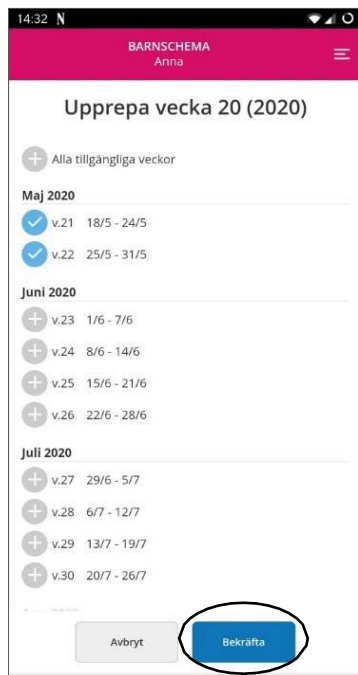 14:32 N
BARNSCHEMA
Anna
Upprepa vecka 20 (2020)
Alla tillgängliga veckor
Maj 2020
v.21 18/5 - 24/5
v.22 25/5 - 31/5
Juni 2020
v.23 1/6 - 7/6
v.24 8/6 - 14/6
v.25 15/6 - 21/6
v.26 22/6 - 28/6
Juli 2020
v.27 29/6 - 5/7
v.28 6/7 - 12/7
v.29 13/7 - 19/7
v.30 20/7 - 26/7
Avbryt Bekräfta